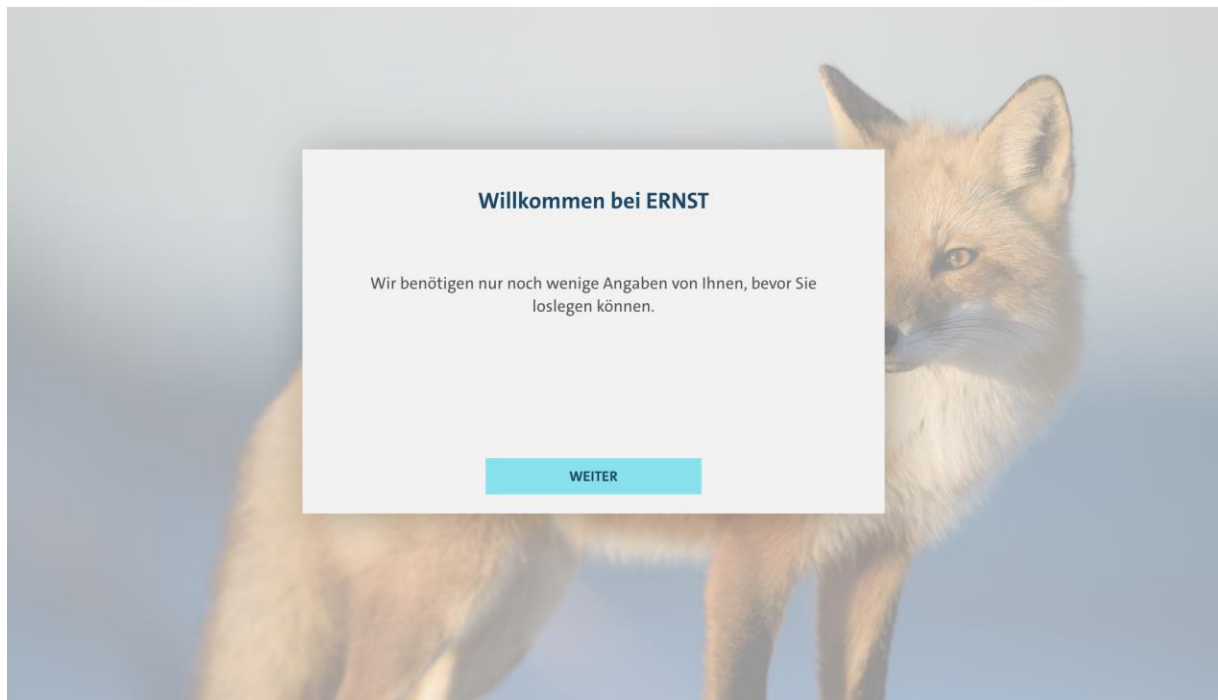 Willkommen bei ERNST
Wir benötigen nur noch wenige Angaben von Ihnen, bevor Sie
loslegen können.
WEITER